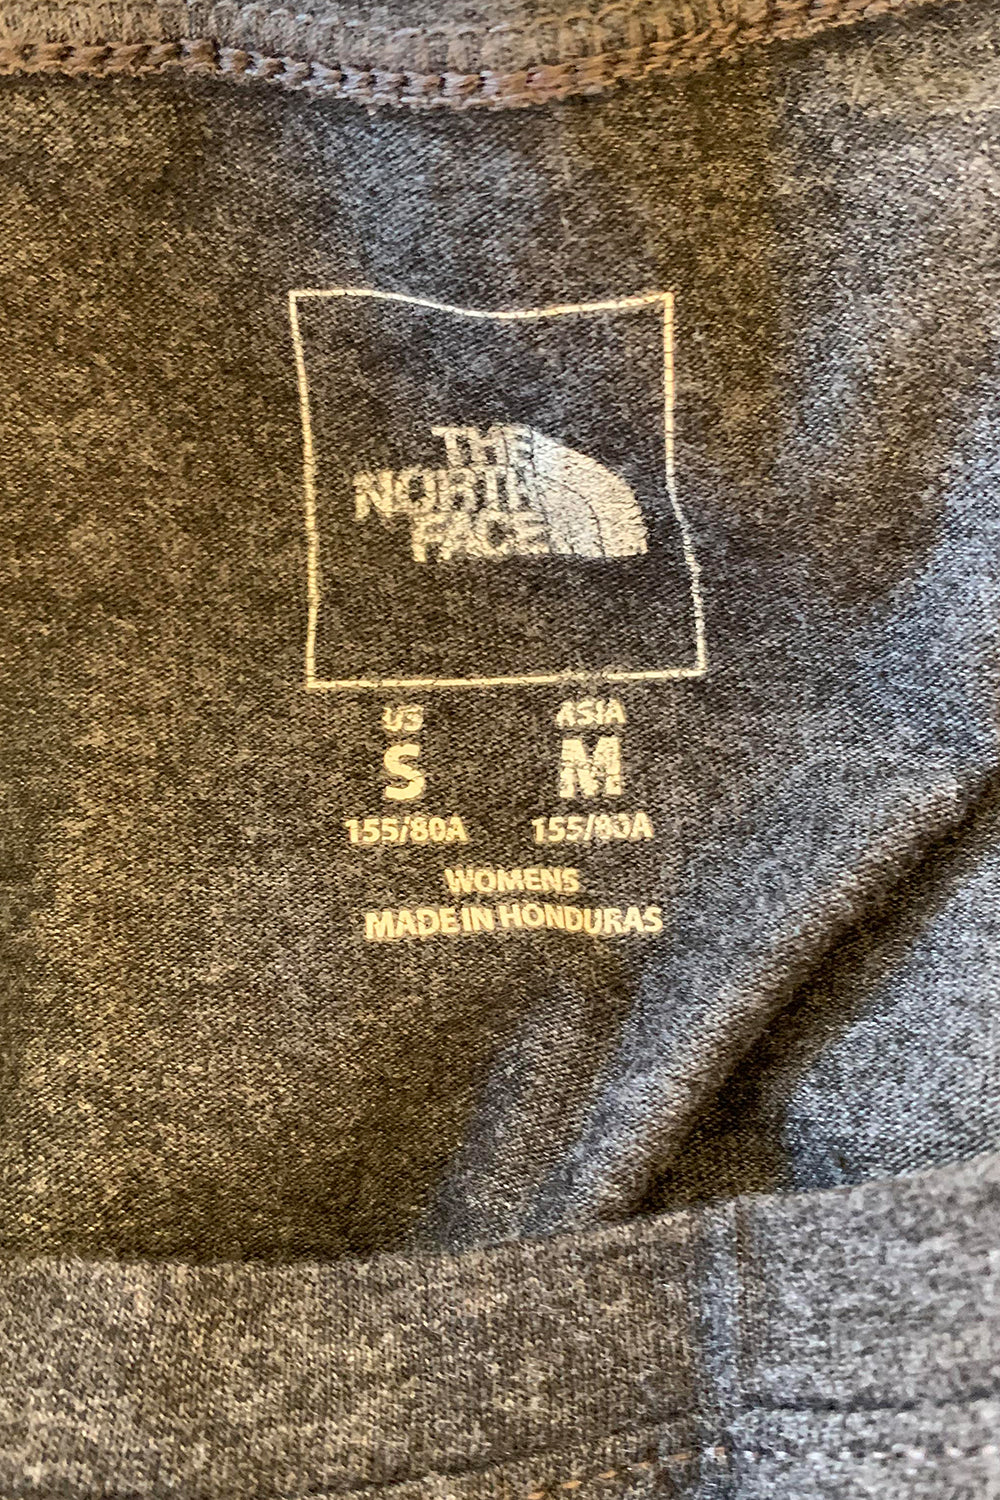 THE
NORTH
FACE
US ASIA
S M
155/80A 155/80A
WOMENS
MADE IN HONDURAS